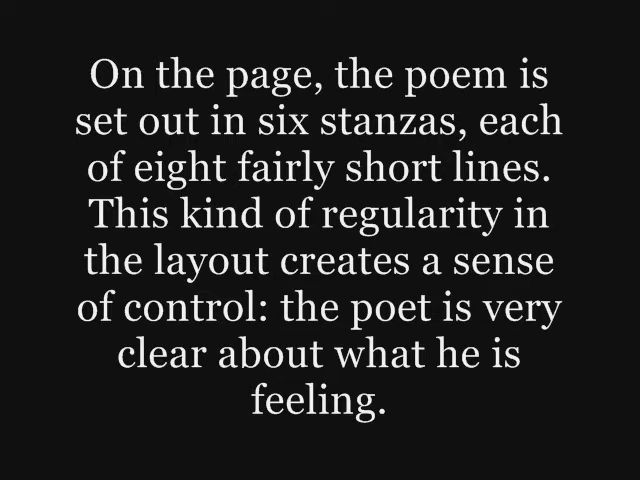 On the page, the poem is
set out in six stanzas, each
of eight fairly short lines.
This kind of regularity in
the layout creates a sense
of control: the poet is very
clear about what he is
feeling.